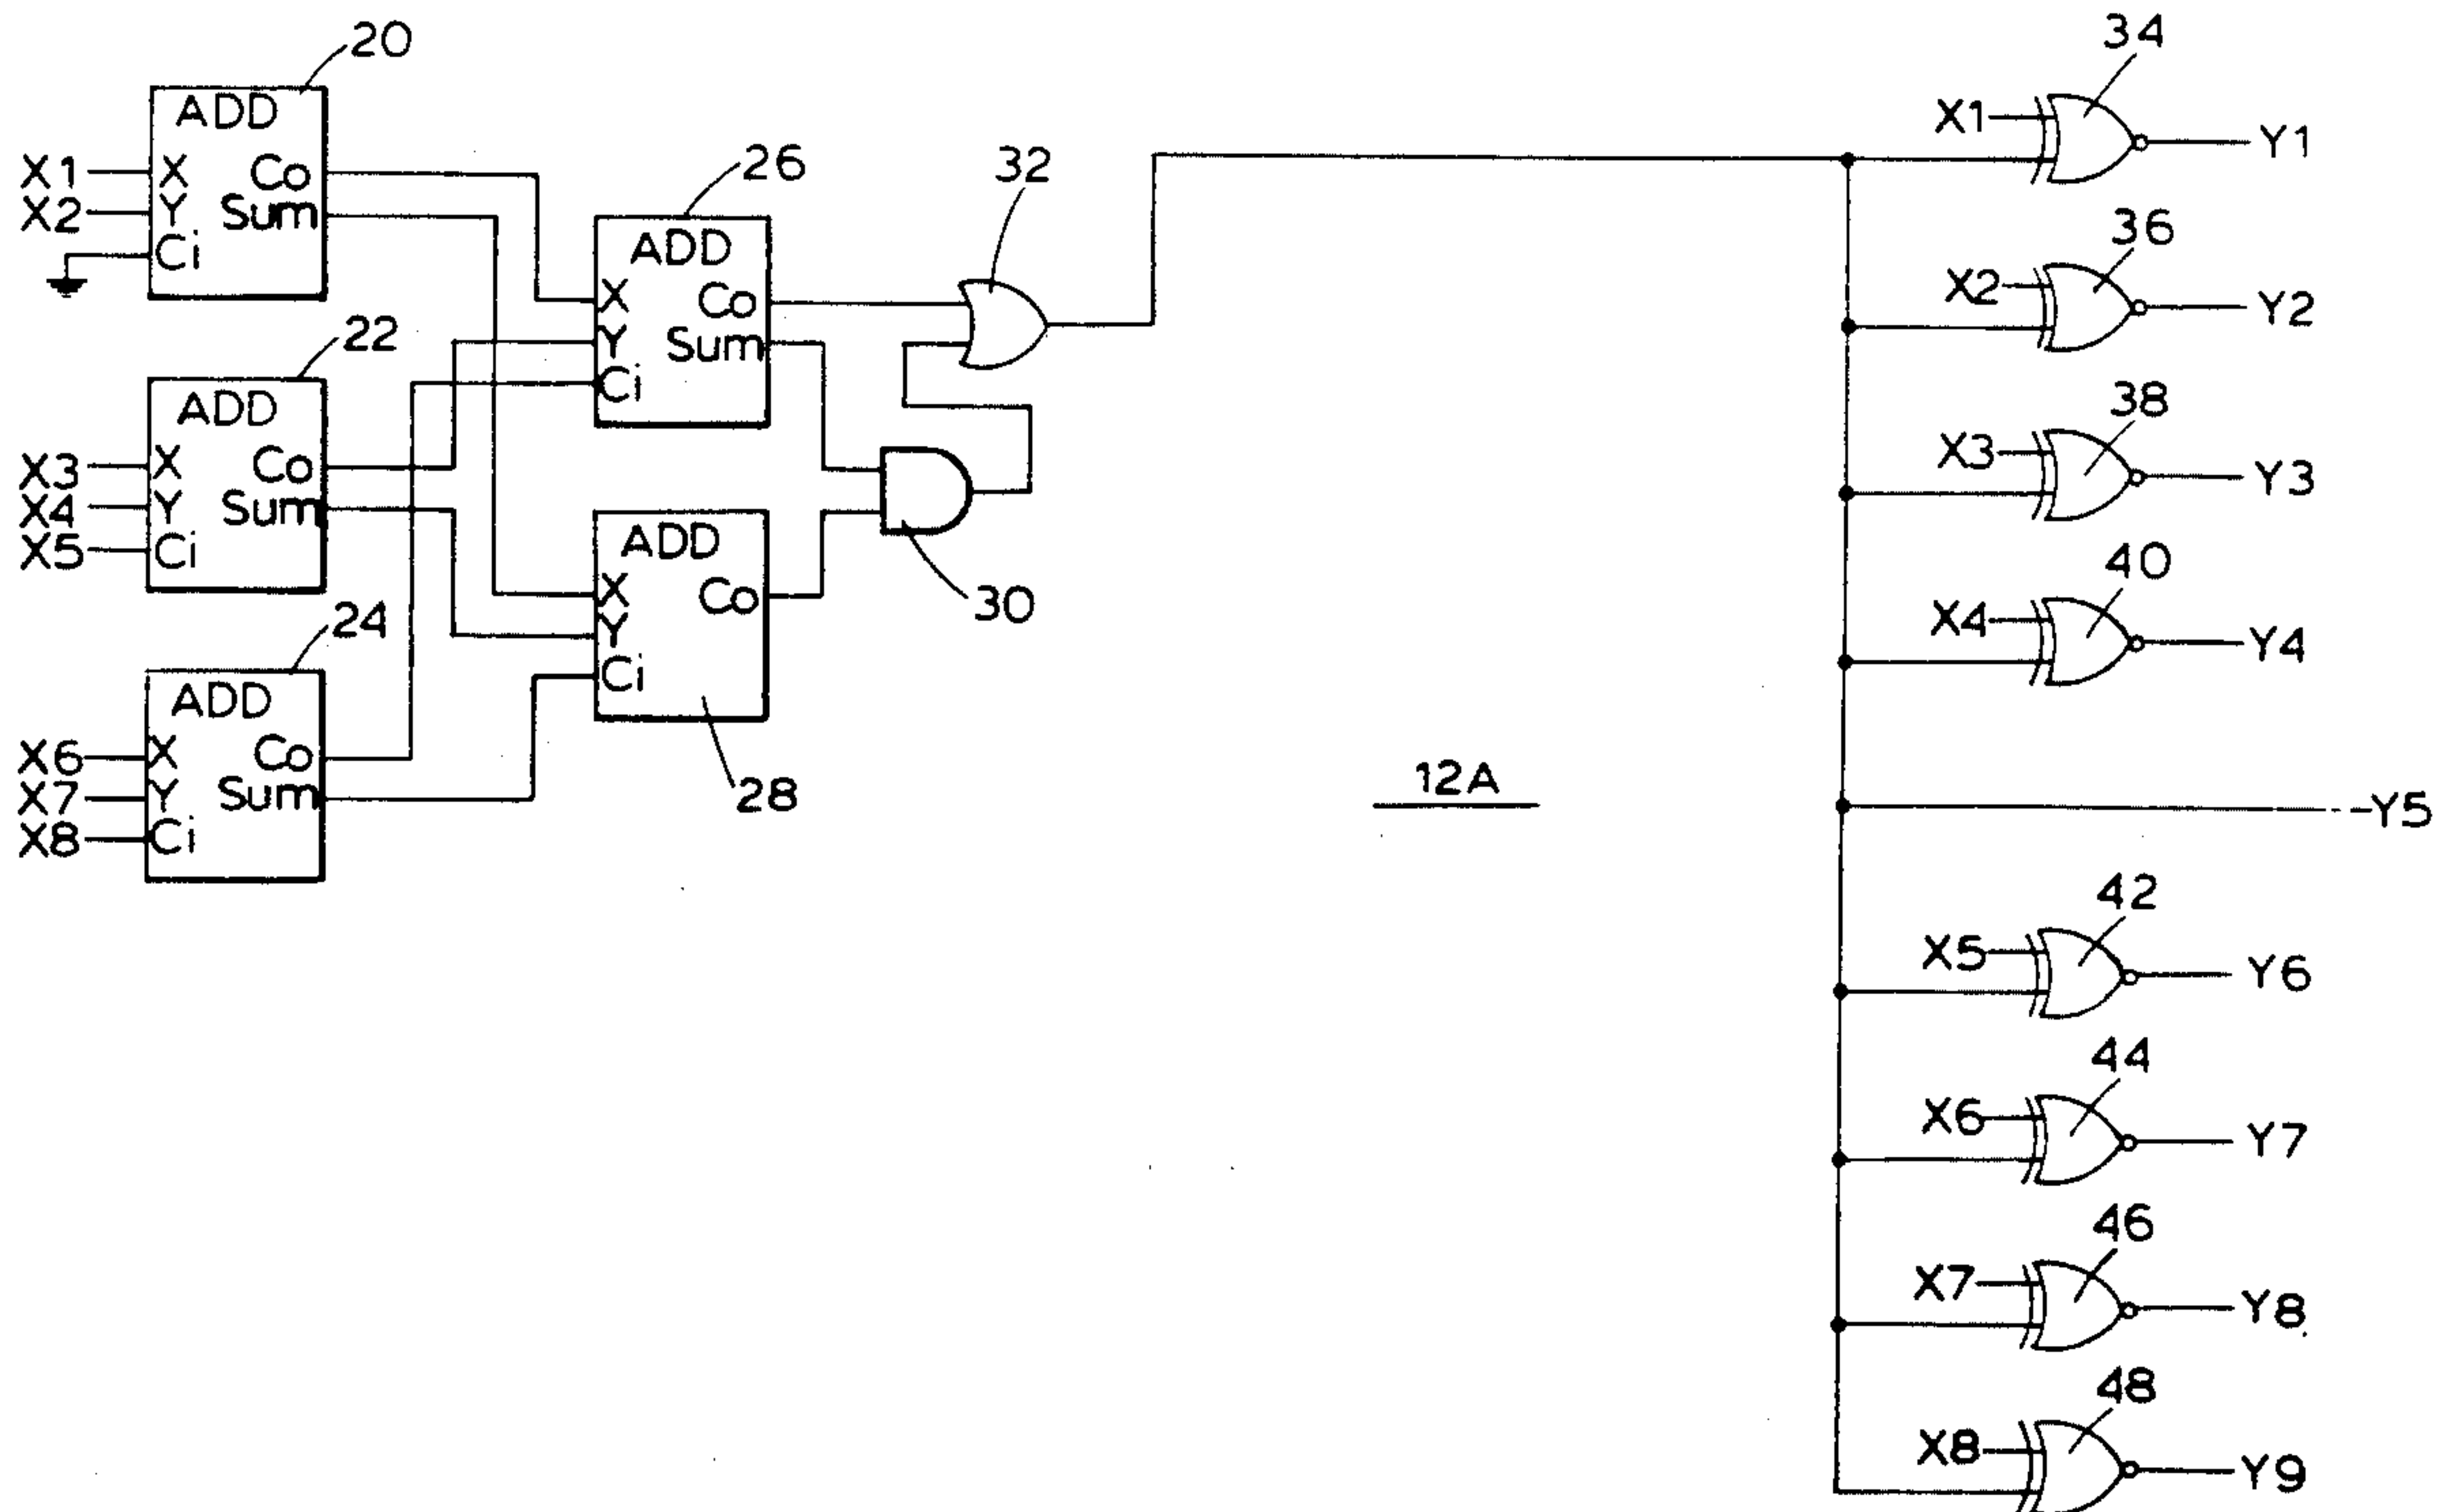 20
ADD
X1 X Co
X2 Y Sum
Ci
22
ADD
X3 X Co
X4 Y Sum
X5 Ci
24
ADD
X6 X Co
X7 Y Sum
X8 Ci
26
ADD
X Co
Y Sum
Ci
28
ADD
X Co
Y
Ci
30
32
12A
34
X1 Y1
36
X2 Y2
38
X3 Y3
40
X4 Y4
Y5
42
X5 Y6
44
X6 Y7
46
X7 Y8
48
X8 Y9